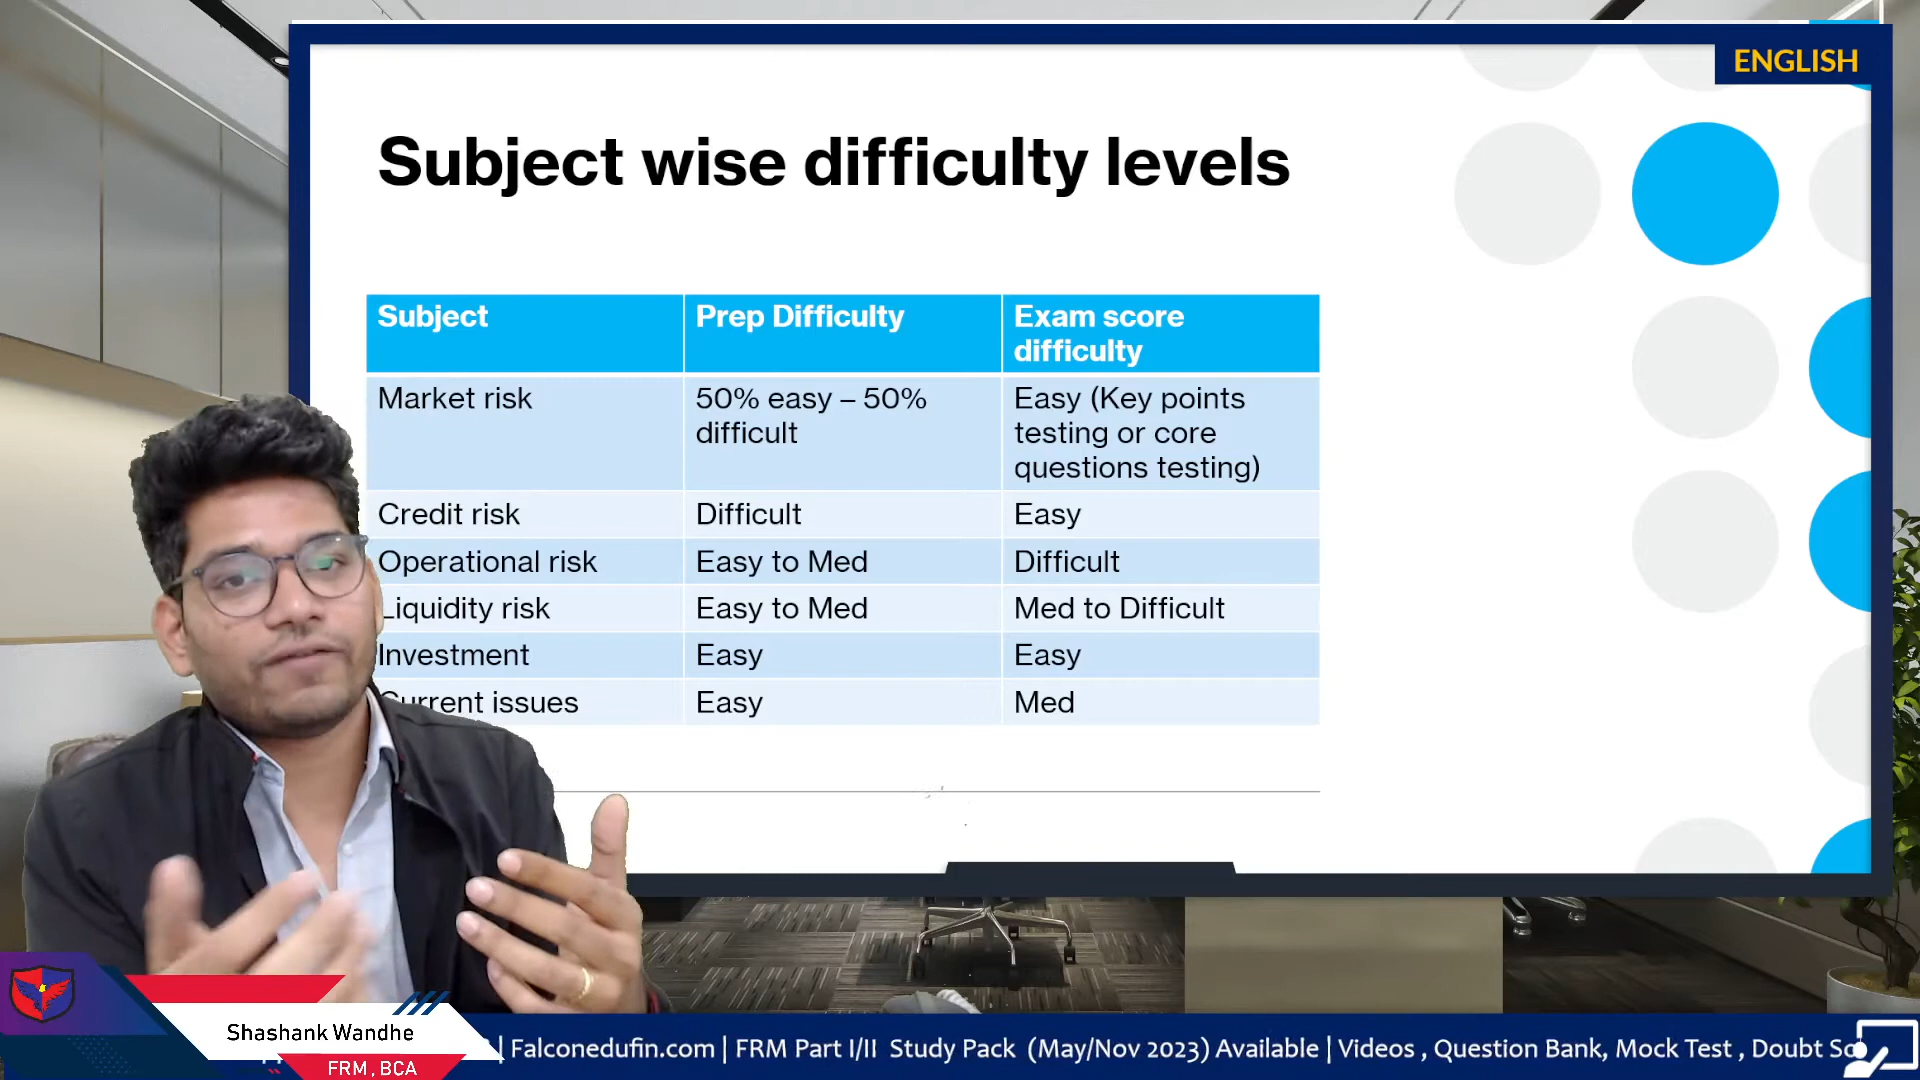 ENGLISH
Subject wise difficulty levels
Subject Prep Difficulty Exam score
difficulty
Market risk 50% easy – 50% Easy (Key points
difficult testing or core
questions testing)
Credit risk Difficult Easy
Operational risk Easy to Med Difficult
Liquidity risk Easy to Med Med to Difficult
Investment Easy Easy
Current issues Easy Med
Shashank Wandhe
FRM, BCA
| Falconedufin.com | FRM Part I/II Study Pack (May/Nov 2023) Available | Videos , Question Bank, Mock Test , Doubt